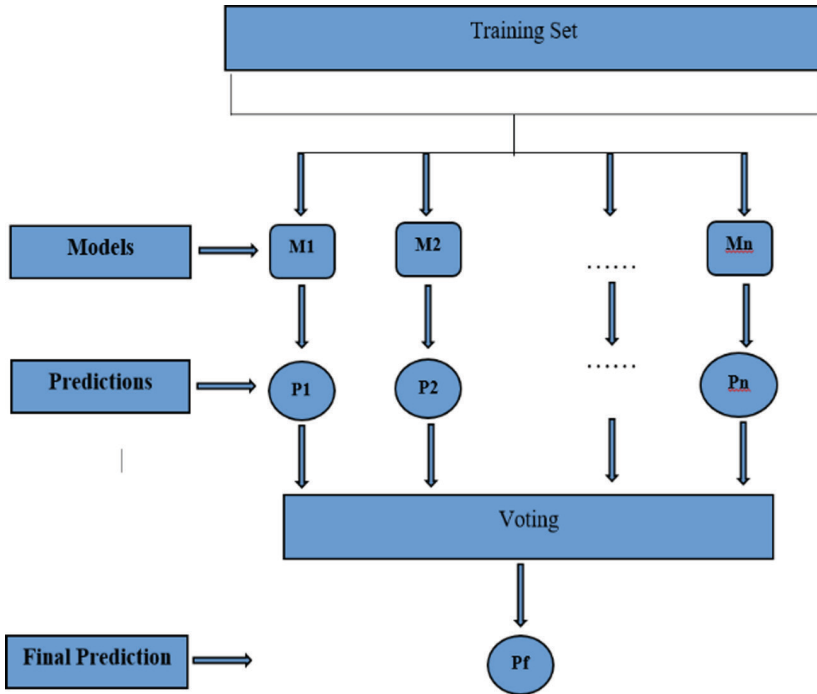 Training Set
Models
M1
M2
......
Mn
Predictions
P1
P2
......
Pn
Voting
Final Prediction
Pf